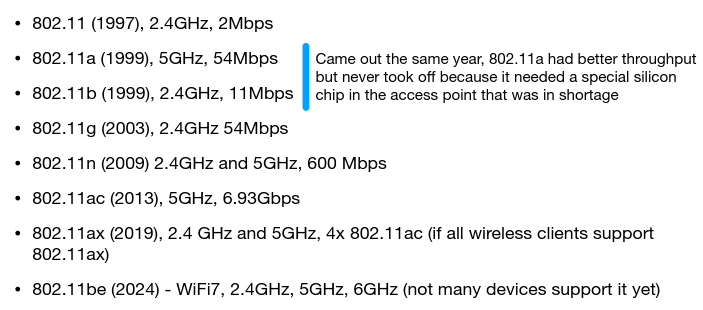 • 802.11 (1997), 2.4GHz, 2Mbps
• 802.11a (1999), 5GHz, 54Mbps
• 802.11b (1999), 2.4GHz, 11Mbps
Came out the same year, 802.11a had better throughput
but never took off because it needed a special silicon
chip in the access point that was in shortage
• 802.11g (2003), 2.4GHz 54Mbps
• 802.11n (2009) 2.4GHz and 5GHz, 600 Mbps
• 802.11ac (2013), 5GHz, 6.93Gbps
• 802.11ax (2019), 2.4 GHz and 5GHz, 4x 802.11ac (if all wireless clients support
802.11ax)
• 802.11be (2024) - WiFi7, 2.4GHz, 5GHz, 6GHz (not many devices support it yet)